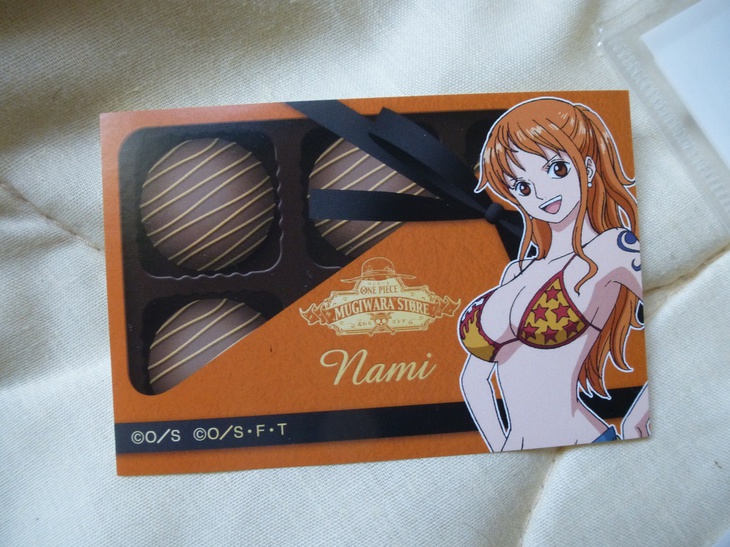 ONE PIECE
MUGIWARA STORE
Nami
©O/S ©O/S・F・T